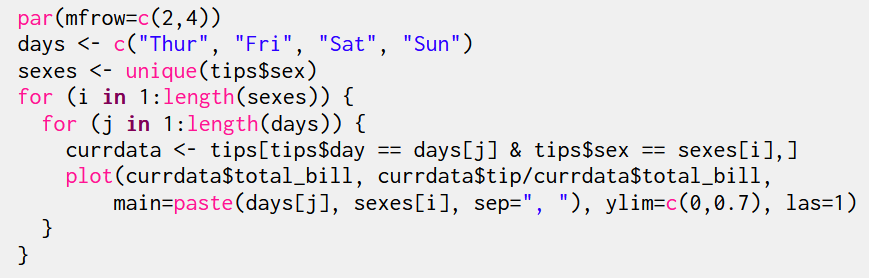 par(mfrow=c(2,4))
days <- c("Thur", "Fri", "Sat", "Sun")
sexes <- unique(tips$sex)
for (i in 1:length(sexes)) {
  for (j in 1:length(days)) {
    currdata <- tips[tips$day == days[j] & tips$sex == sexes[i],]
    plot(currdata$total_bill, currdata$tip/currdata$total_bill,
        main=paste(days[j], sexes[i], sep=", "), ylim=c(0,0.7), las=1)
  }
}